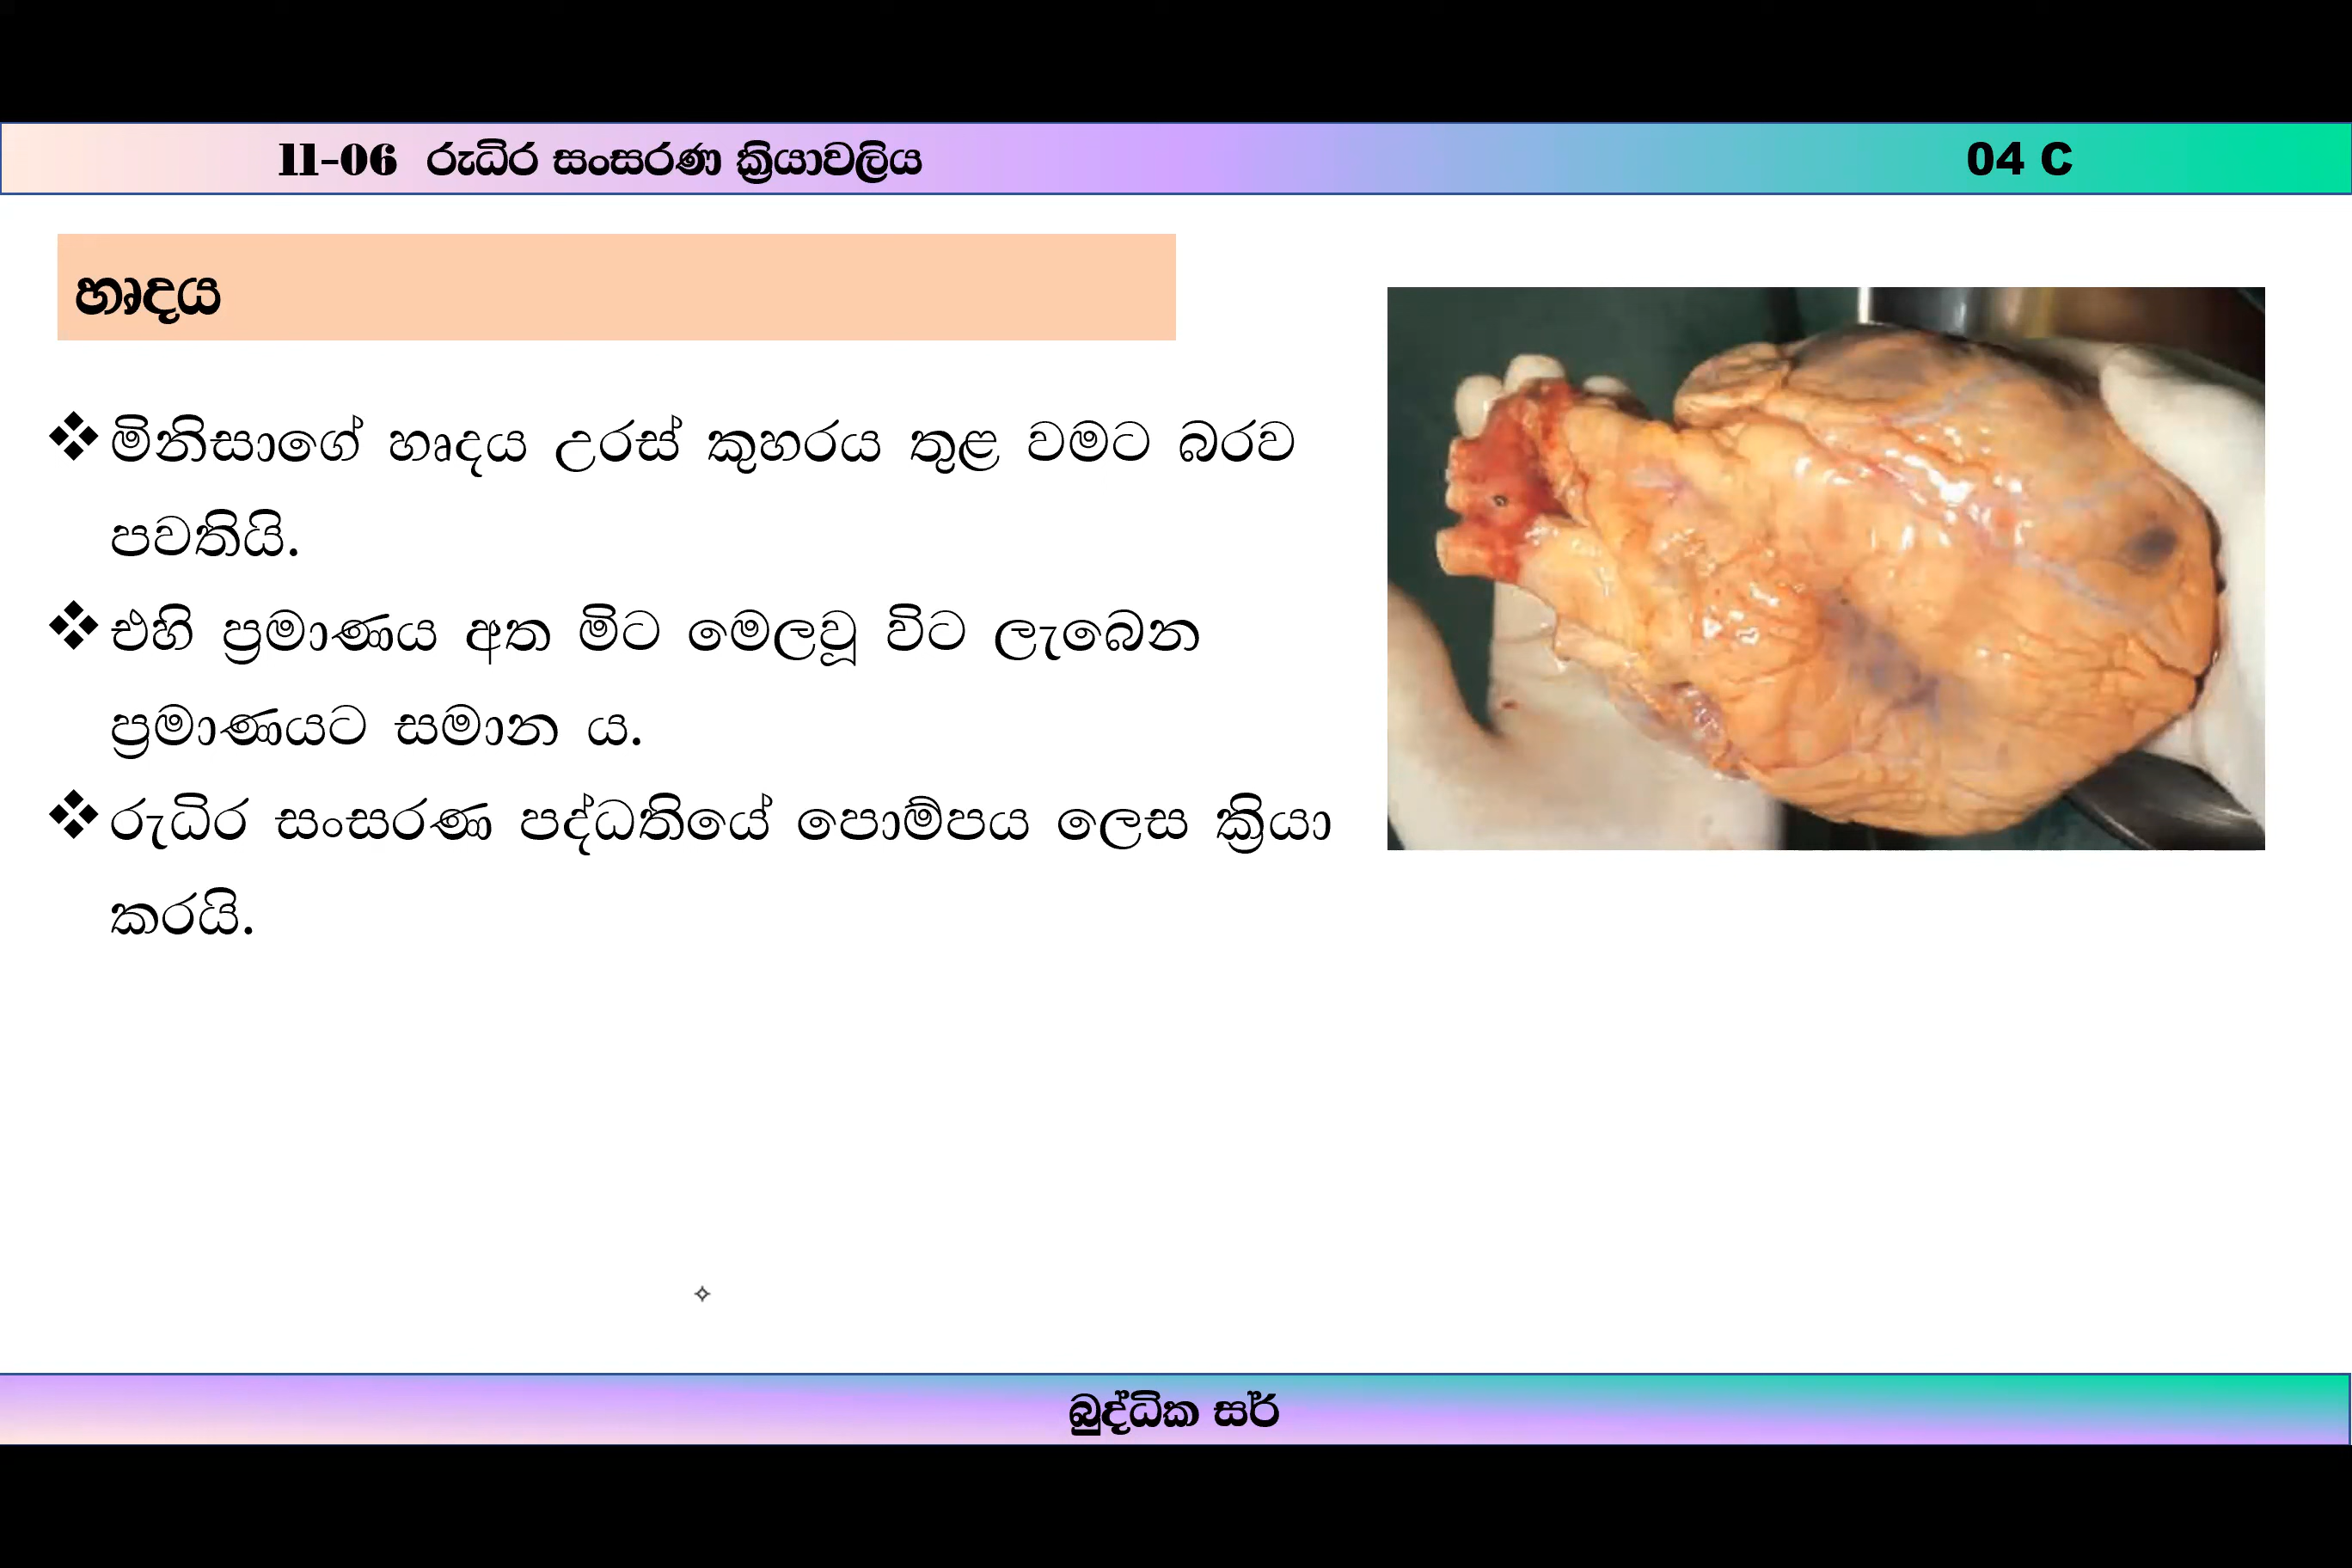 11-06 රුධිර සංසරණ ක්‍රියාවලිය
04 C
හෘදය
❖ මිනිසාගේ හෘදය උරස් කුහරය තුළ වමට බරව
පවතියි.
❖ එහි ප්‍රමාණය අත මිට මෙලවූ විට ලැබෙන
ප්‍රමාණයට සමාන ය.
❖ රුධිර සංසරණ පද්ධතියේ පොම්පය ලෙස ක්‍රියා
කරයි.
බුද්ධික සර්